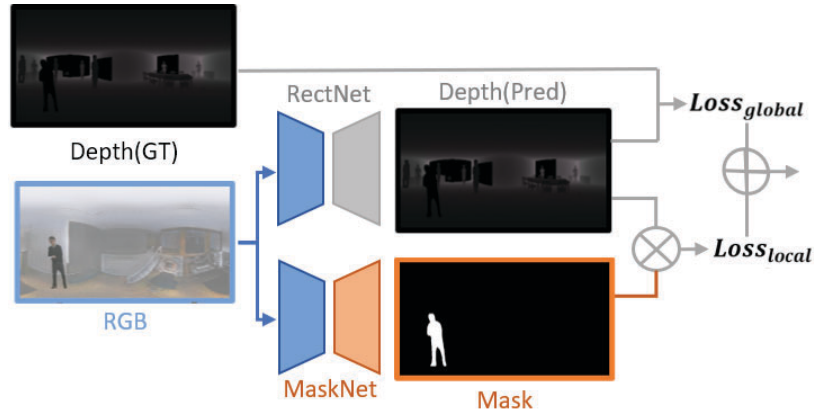 RectNet
Depth(Pred)
Loss_global
Depth(GT)
RGB
MaskNet
Mask
Loss_local